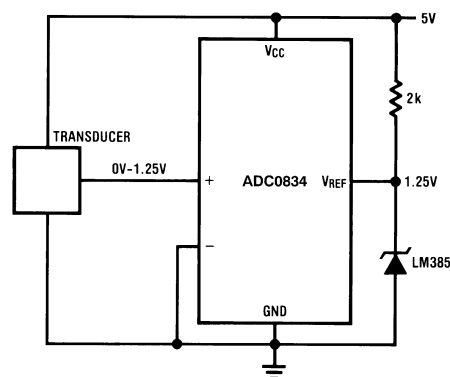 5V
VCC
2k
TRANSDUCER
0V–1.25V
+
ADC0834
VREF
1.25V
−
LM385
GND